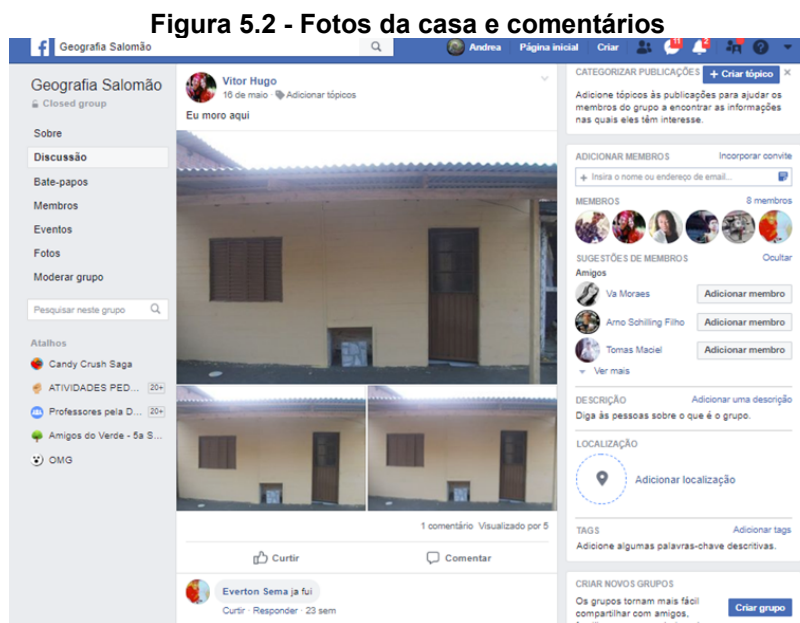 Figura 5.2 - Fotos da casa e comentários
f Geografia Salomão Andrea Página inicial Criar 11 2
Geografia Salomão
Closed group
Sobre
Discussão
Bate-papos
Membros
Eventos
Fotos
Moderar grupo
Pesquisar neste grupo
Atalhos
Candy Crush Saga
ATIVIDADES PED... 20+
Professores pela D... 20+
Amigos do Verde - 5a S...
OMG
Vitor Hugo
16 de maio · Adicionar tópicos
Eu moro aqui
1 comentário Visualizado por 5
Curtir Comentar
Everton Sema ja fui
Curtir · Responder · 23 sem
CATEGORIZAR PUBLICAÇÕES + Criar tópico ×
Adicione tópicos às publicações para ajudar os
membros do grupo a encontrar as informações
nas quais eles têm interesse.
ADICIONAR MEMBROS Incorporar convite
+ Insira o nome ou endereço de email...
MEMBROS 8 membros
SUGESTÕES DE MEMBROS Ocultar
Amigos
Va Moraes Adicionar membro
Arno Schilling Filho Adicionar membro
Tomas Maciel Adicionar membro
Ver mais
DESCRIÇÃO Adicionar uma descrição
Diga às pessoas sobre o que é o grupo.
LOCALIZAÇÃO
Adicionar localização
TAGS Adicionar tags
Adicione algumas palavras-chave descritivas.
CRIAR NOVOS GRUPOS
Os grupos tornam mais fácil
compartilhar com amigos,
Criar grupo